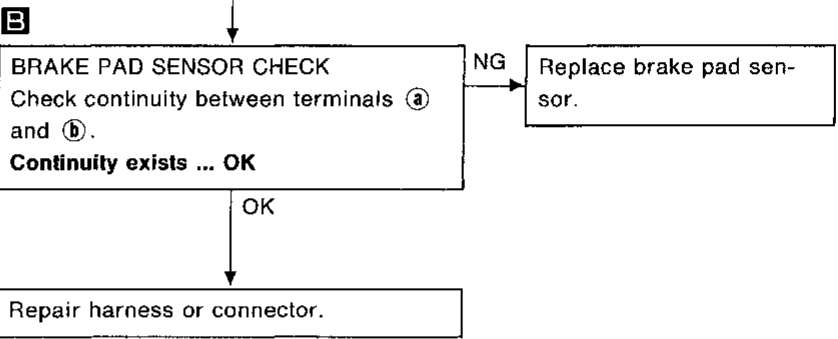 B
BRAKE PAD SENSOR CHECK
Check continuity between terminals ⓐ
and ⓑ.
Continuity exists ... OK
NG
Replace brake pad sen-
sor.
OK
Repair harness or connector.